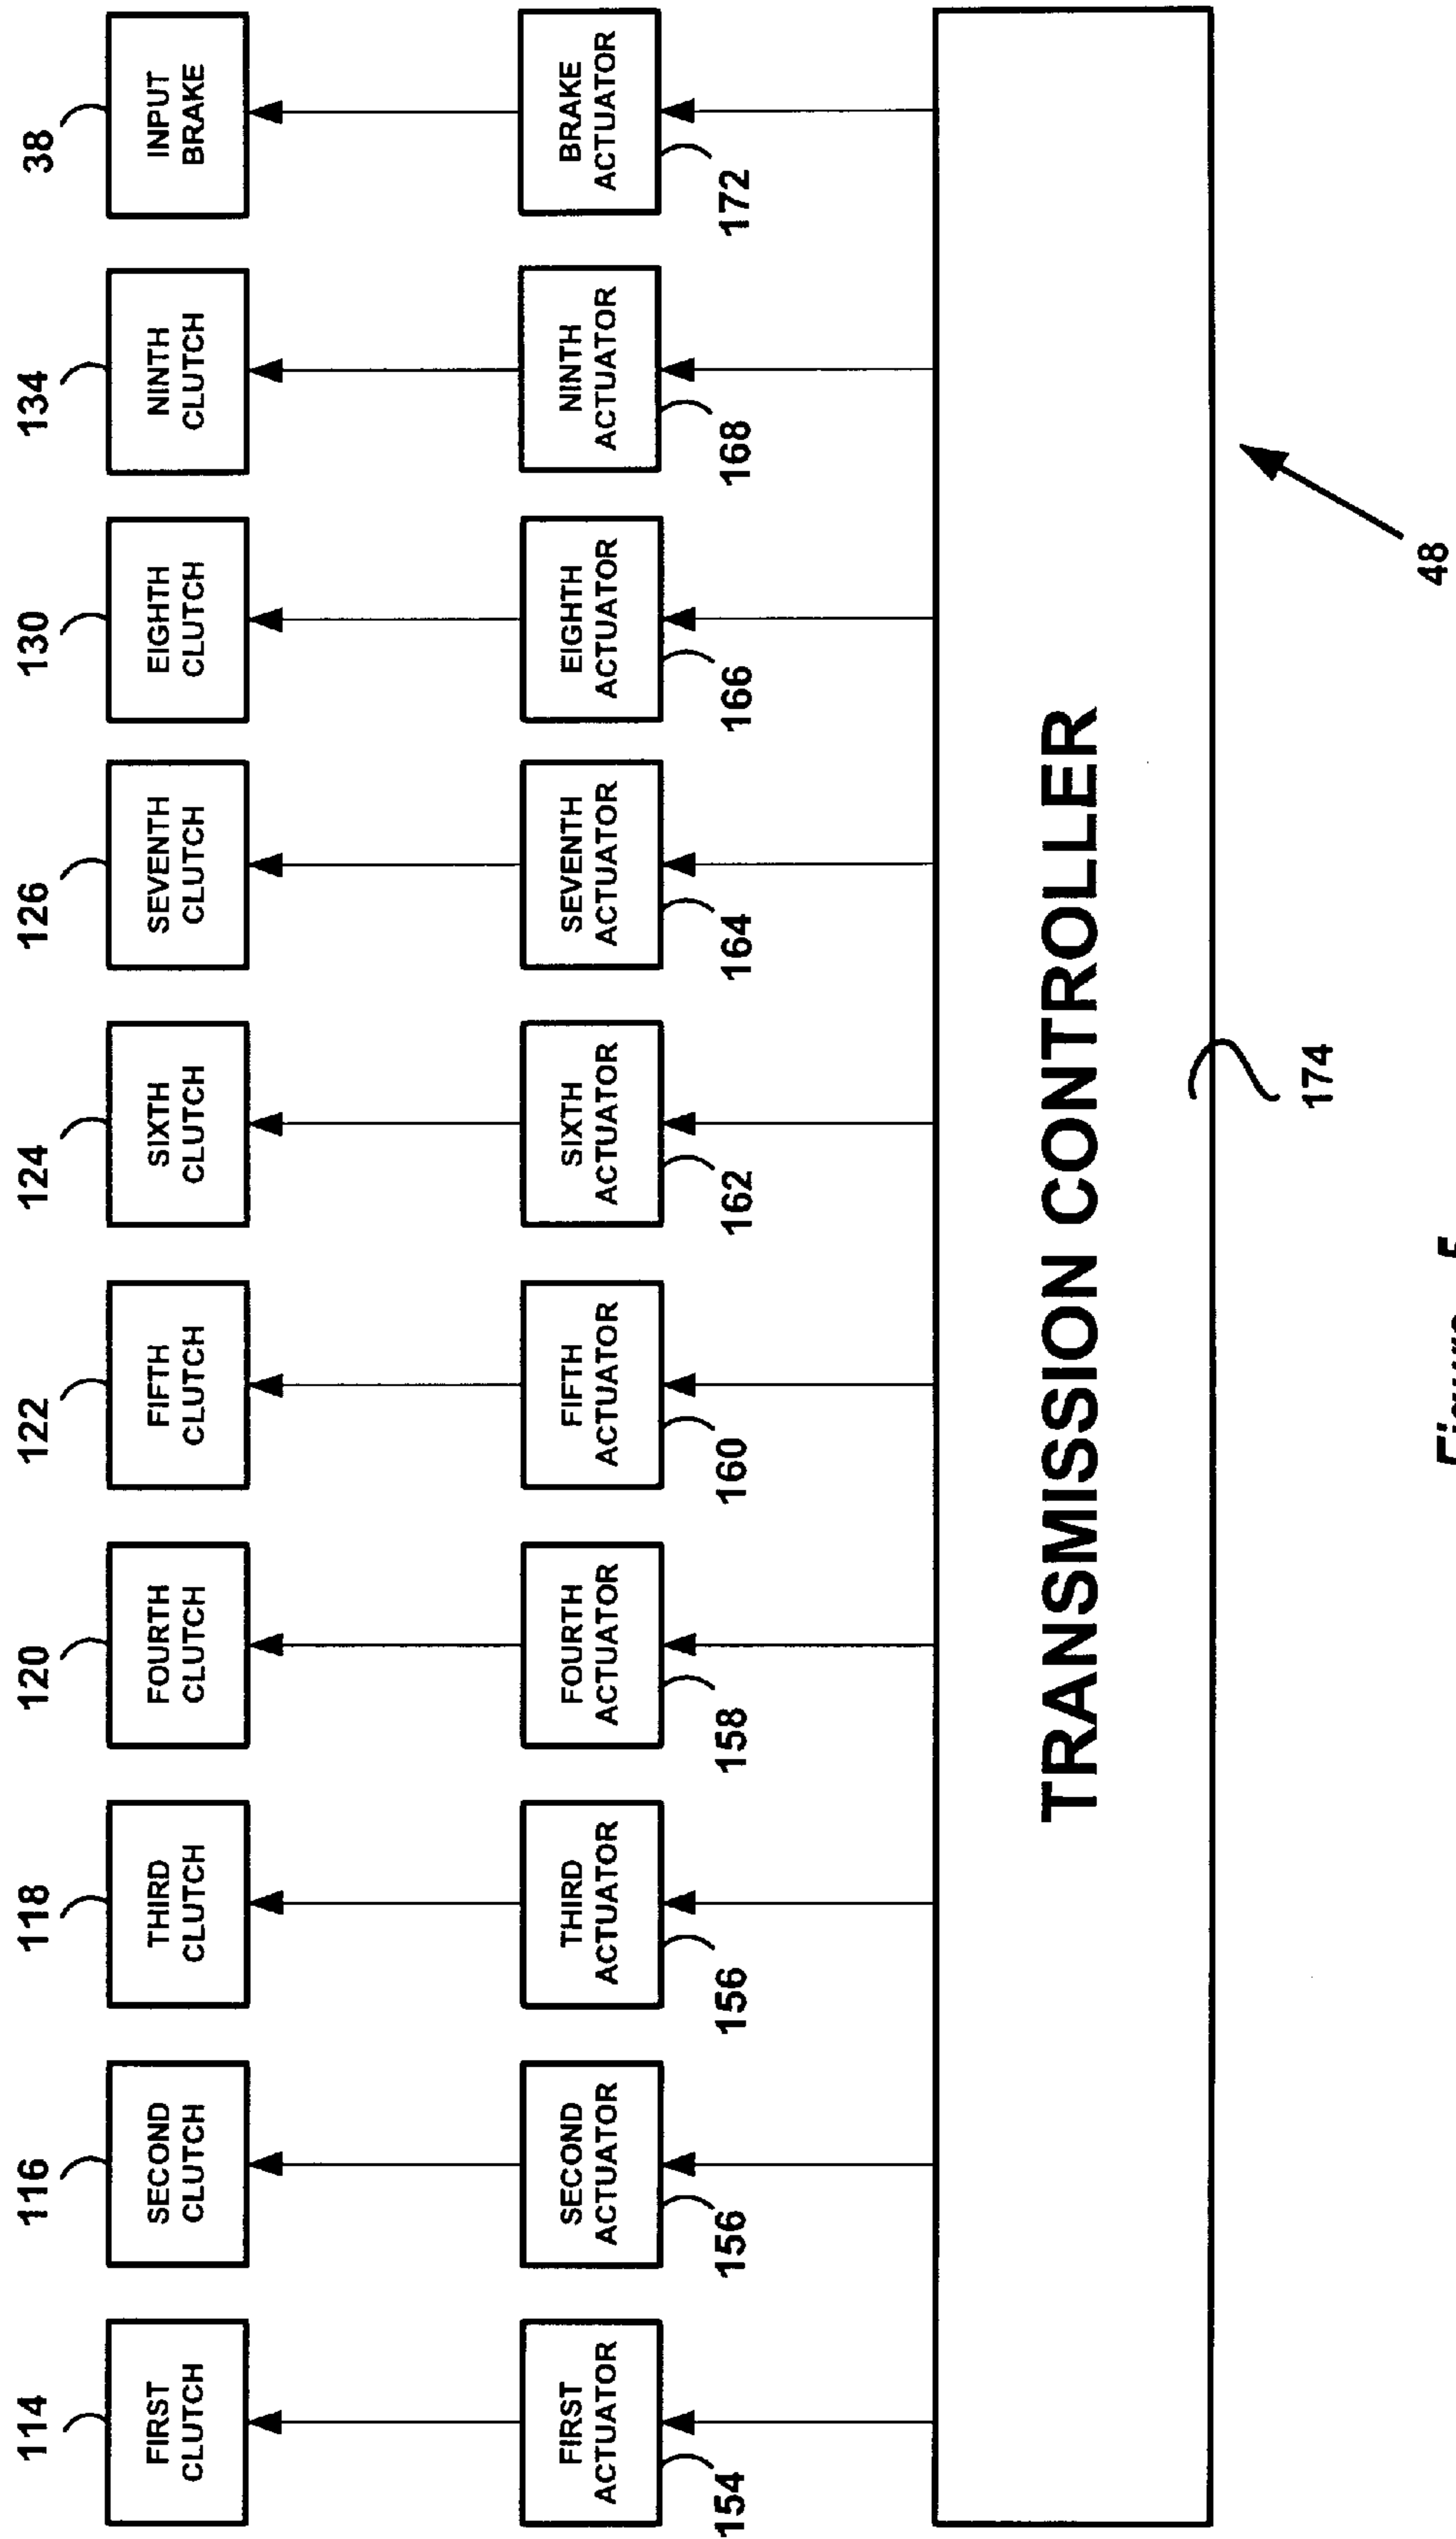 114
116
118
120
122
124
126
130
134
38
FIRST
CLUTCH
SECOND
CLUTCH
THIRD
CLUTCH
FOURTH
CLUTCH
FIFTH
CLUTCH
SIXTH
CLUTCH
SEVENTH
CLUTCH
EIGHTH
CLUTCH
NINTH
CLUTCH
INPUT
BRAKE
FIRST
ACTUATOR
SECOND
ACTUATOR
THIRD
ACTUATOR
FOURTH
ACTUATOR
FIFTH
ACTUATOR
SIXTH
ACTUATOR
SEVENTH
ACTUATOR
EIGHTH
ACTUATOR
NINTH
ACTUATOR
BRAKE
ACTUATOR
154
156
156
158
160
162
164
166
168
172
TRANSMISSION CONTROLLER
174
48
Figure 5